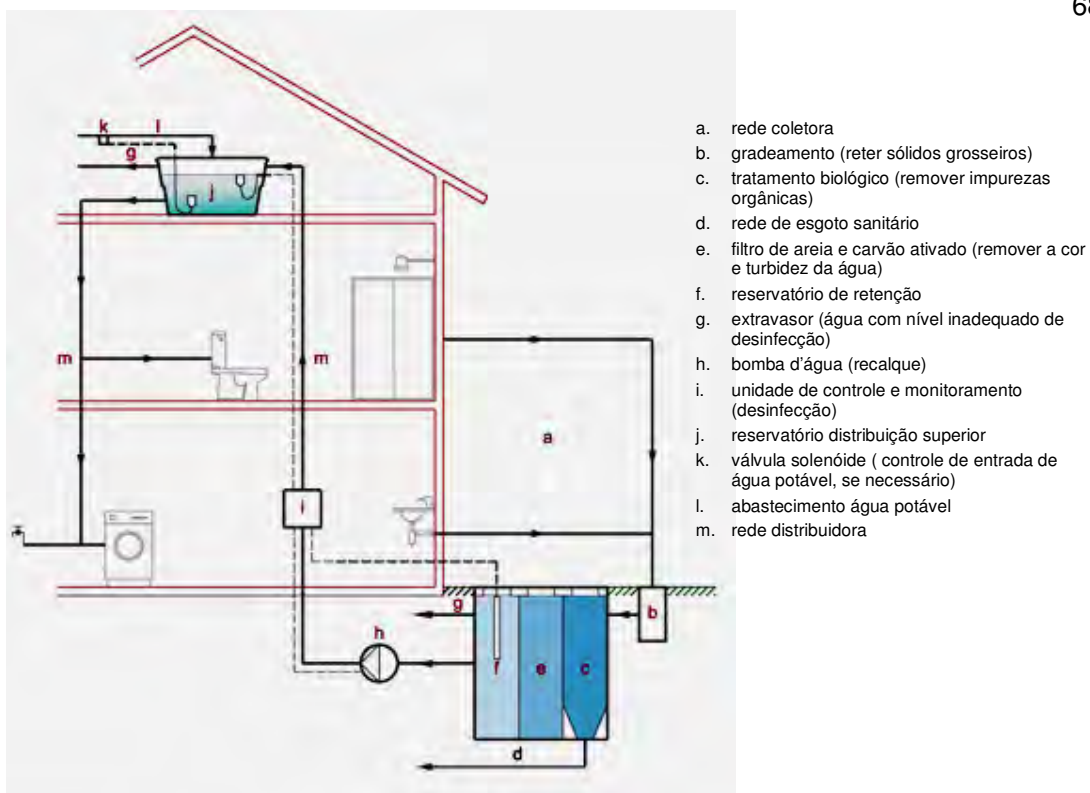 68
k
l
g
j
m
m
a
i
g
b
h
f
e
c
d
a. rede coletora
b. gradeamento (reter sólidos grosseiros)
c. tratamento biológico (remover impurezas
orgânicas)
d. rede de esgoto sanitário
e. filtro de areia e carvão ativado (remover a cor
e turbidez da água)
f. reservatório de retenção
g. extravasor (água com nível inadequado de
desinfecção)
h. bomba d'água (recalque)
i. unidade de controle e monitoramento
(desinfecção)
j. reservatório distribuição superior
k. válvula solenóide ( controle de entrada de
água potável, se necessário)
l. abastecimento água potável
m. rede distribuidora